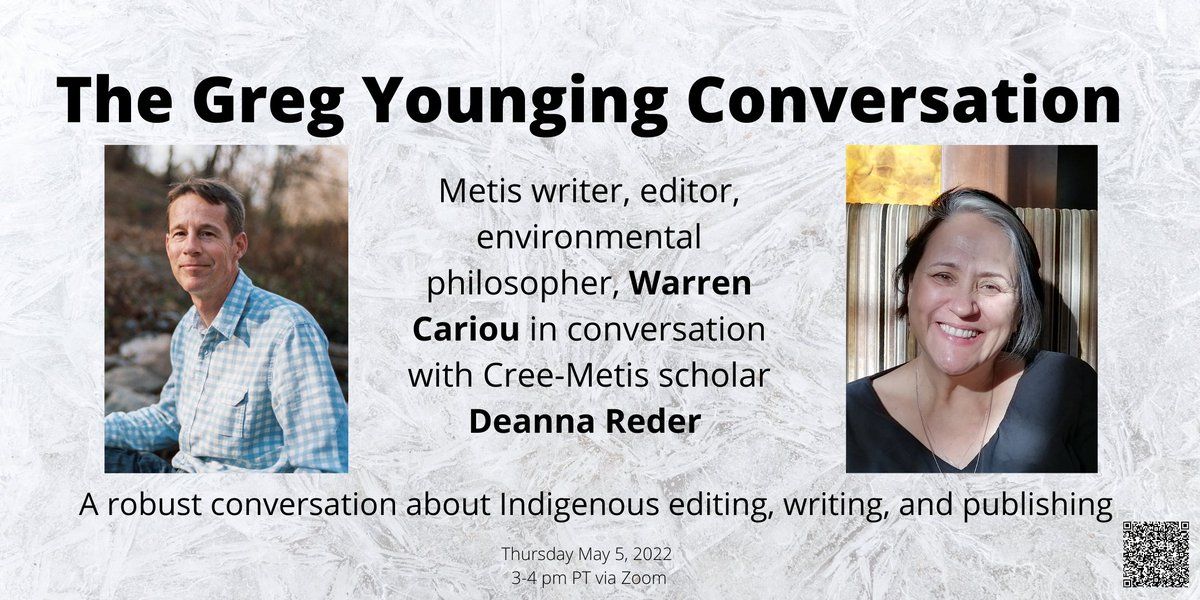 The Greg Younging Conversation
Metis writer, editor,
environmental
philosopher, Warren
Cariou in conversation
with Cree-Metis scholar
Deanna Reder
A robust conversation about Indigenous editing, writing, and publishing
Thursday May 5, 2022
3-4 pm PT via Zoom